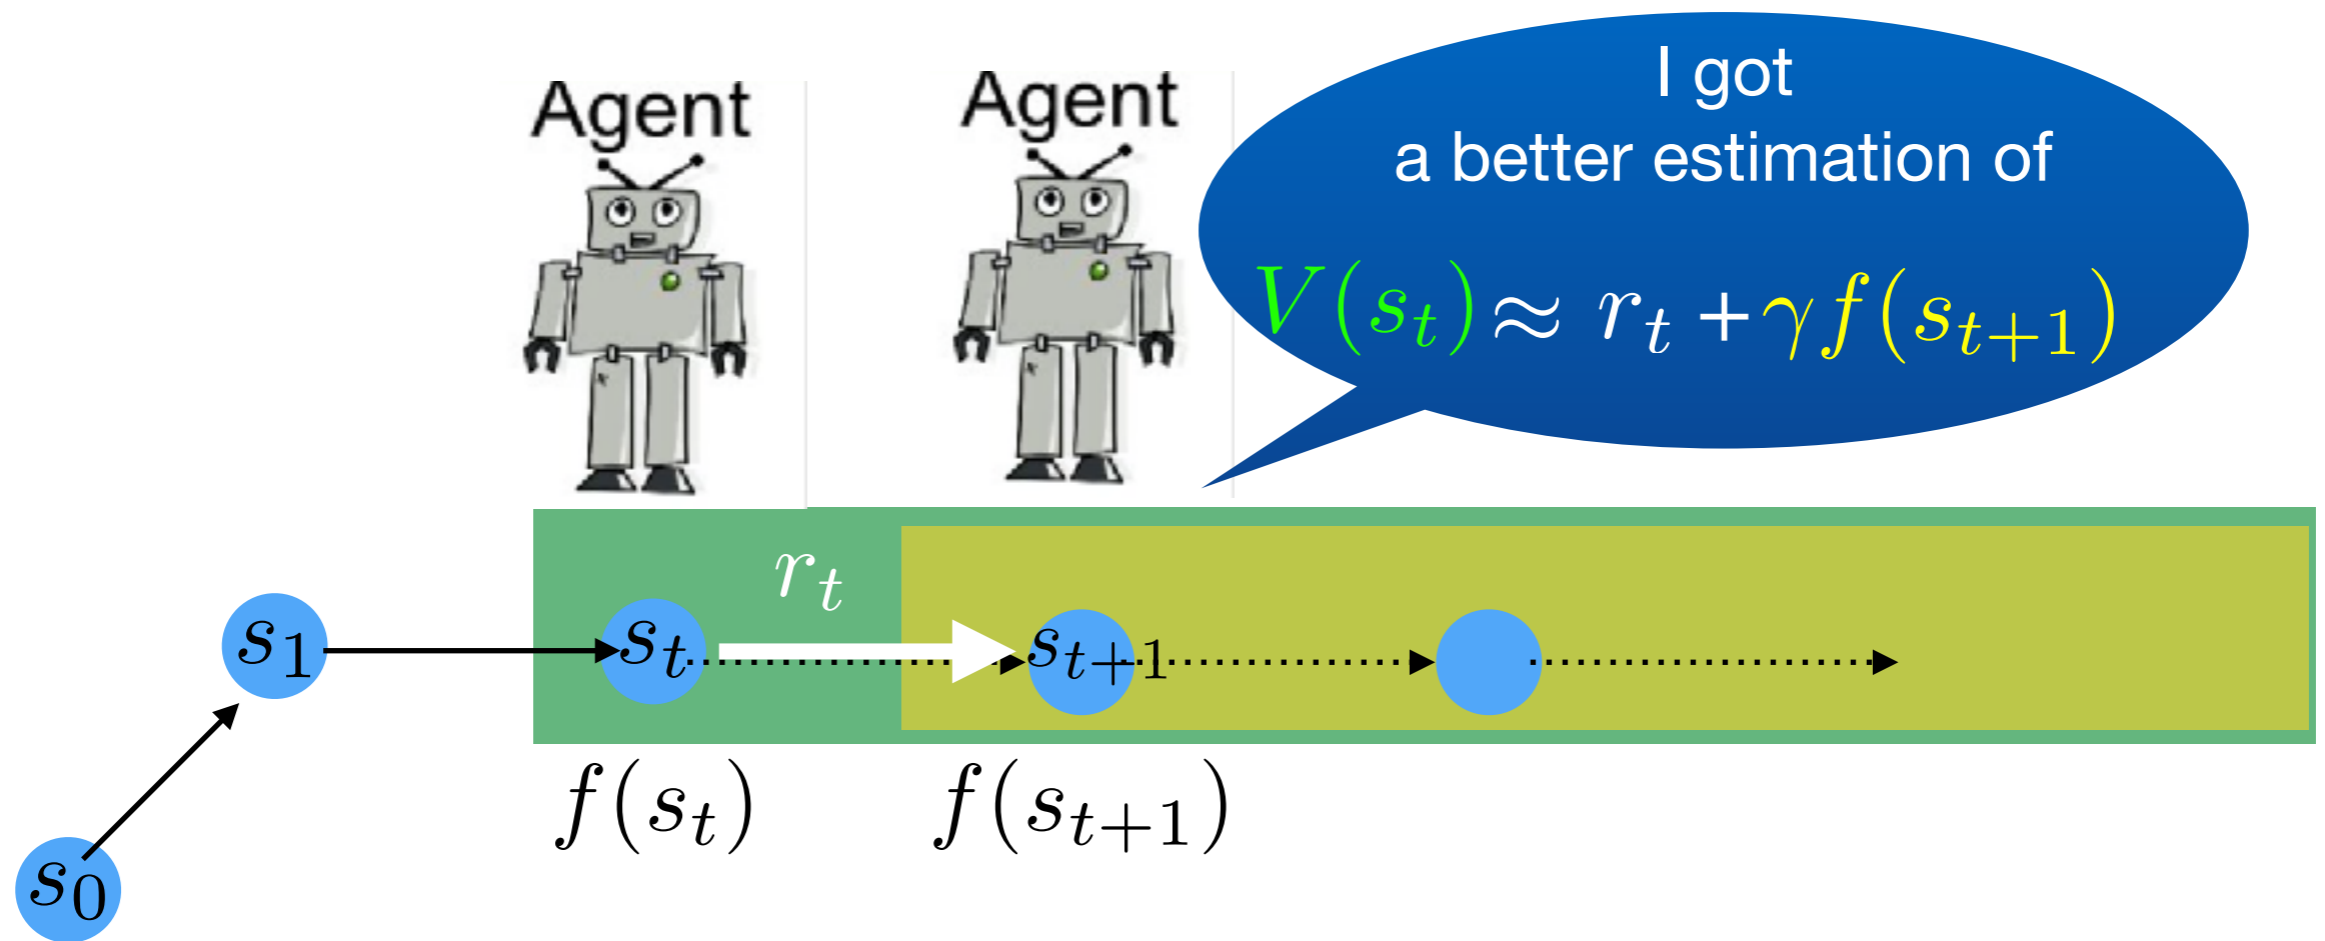 Agent
Agent
I got
a better estimation of
V(s_t) ≈ r_t + γf(s_{t+1})
r_t
s_1
s_t
s_{t+1}
f(s_t)
f(s_{t+1})
s_0